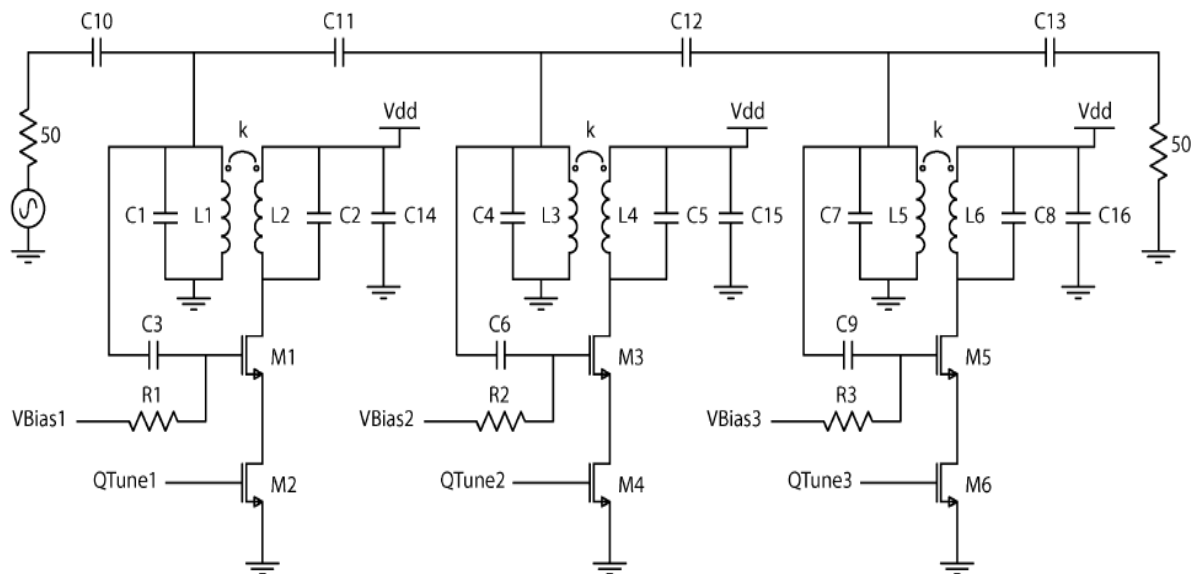 C10 C11 C12 C13
50 Vdd Vdd Vdd 50
k k k
C1 L1 L2 C2 C14 C4 L3 L4 C5 C15 C7 L5 L6 C8 C16
C3 C6 C9
M1 M3 M5
R1 R2 R3
VBias1 VBias2 VBias3
QTune1 QTune2 QTune3
M2 M4 M6